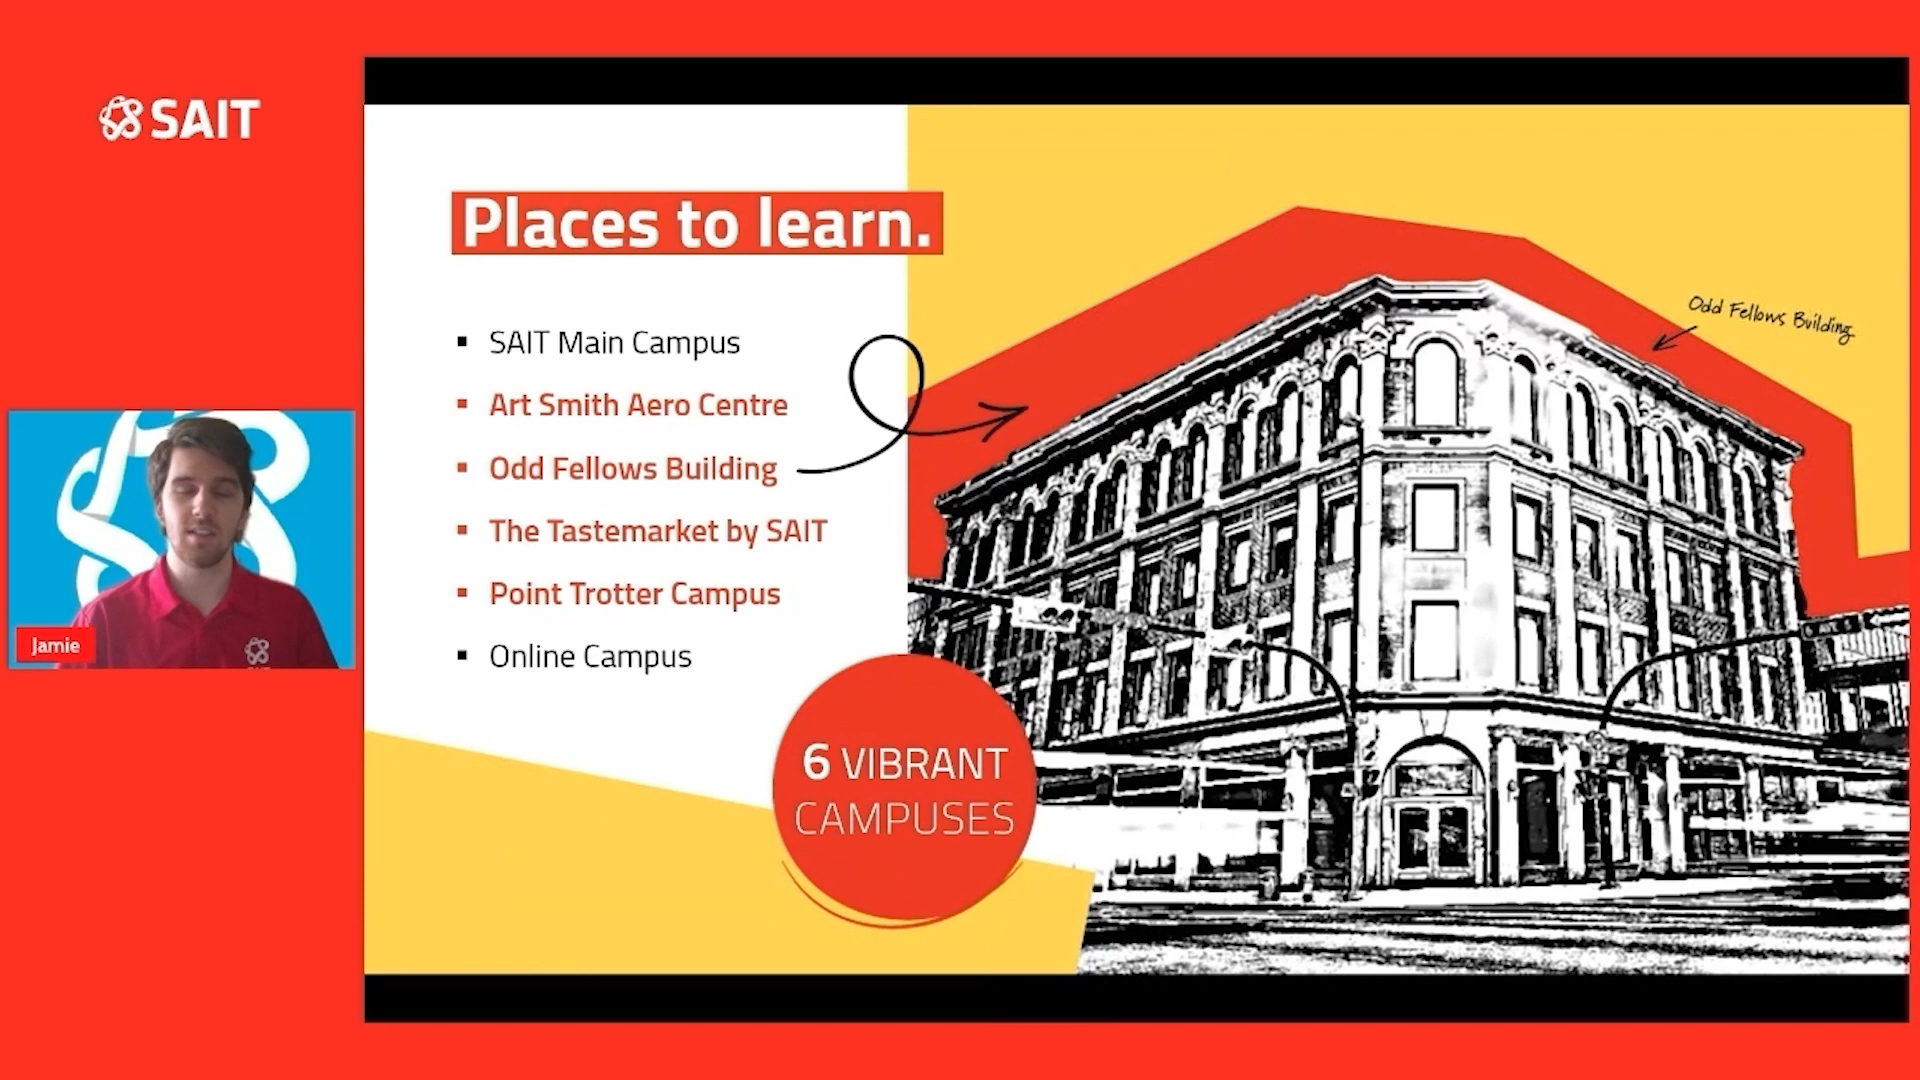 SAIT
Places to learn.
SAIT Main Campus
Art Smith Aero Centre
Odd Fellows Building
The Tastemarket by SAIT
Point Trotter Campus
Online Campus
Odd Fellows Building
6 VIBRANT
CAMPUSES
Jamie